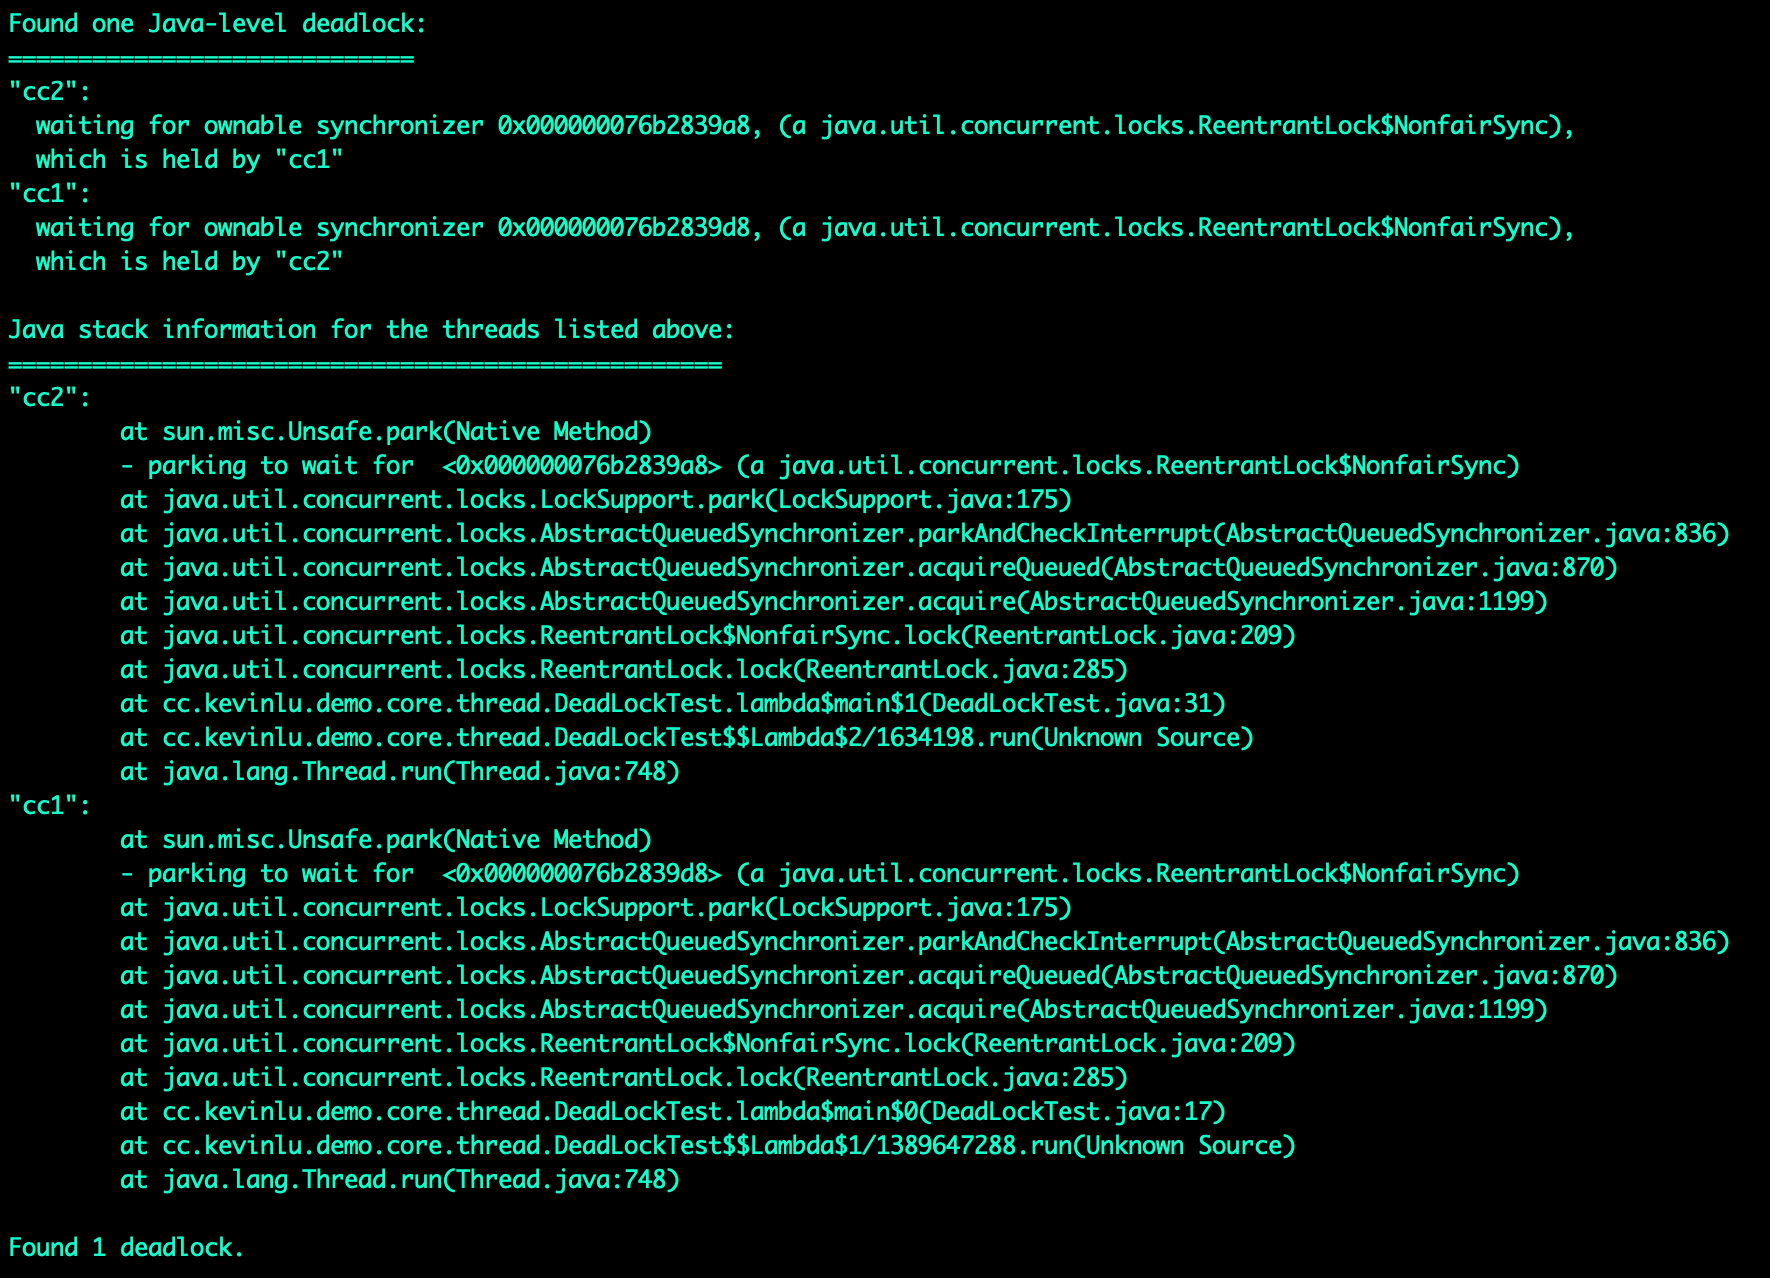 Found one Java-level deadlock:
=============================
"cc2":
  waiting for ownable synchronizer 0x000000076b2839a8, (a java.util.concurrent.locks.ReentrantLock$NonfairSync),
  which is held by "cc1"
"cc1":
  waiting for ownable synchronizer 0x000000076b2839d8, (a java.util.concurrent.locks.ReentrantLock$NonfairSync),
  which is held by "cc2"

Java stack information for the threads listed above:
===================================================
"cc2":
        at sun.misc.Unsafe.park(Native Method)
        - parking to wait for  <0x000000076b2839a8> (a java.util.concurrent.locks.ReentrantLock$NonfairSync)
        at java.util.concurrent.locks.LockSupport.park(LockSupport.java:175)
        at java.util.concurrent.locks.AbstractQueuedSynchronizer.parkAndCheckInterrupt(AbstractQueuedSynchronizer.java:836)
        at java.util.concurrent.locks.AbstractQueuedSynchronizer.acquireQueued(AbstractQueuedSynchronizer.java:870)
        at java.util.concurrent.locks.AbstractQueuedSynchronizer.acquire(AbstractQueuedSynchronizer.java:1199)
        at java.util.concurrent.locks.ReentrantLock$NonfairSync.lock(ReentrantLock.java:209)
        at java.util.concurrent.locks.ReentrantLock.lock(ReentrantLock.java:285)
        at cc.kevinlu.demo.core.thread.DeadLockTest.lambda$main$1(DeadLockTest.java:31)
        at cc.kevinlu.demo.core.thread.DeadLockTest$$Lambda$2/1634198.run(Unknown Source)
        at java.lang.Thread.run(Thread.java:748)
"cc1":
        at sun.misc.Unsafe.park(Native Method)
        - parking to wait for  <0x000000076b2839d8> (a java.util.concurrent.locks.ReentrantLock$NonfairSync)
        at java.util.concurrent.locks.LockSupport.park(LockSupport.java:175)
        at java.util.concurrent.locks.AbstractQueuedSynchronizer.parkAndCheckInterrupt(AbstractQueuedSynchronizer.java:836)
        at java.util.concurrent.locks.AbstractQueuedSynchronizer.acquireQueued(AbstractQueuedSynchronizer.java:870)
        at java.util.concurrent.locks.AbstractQueuedSynchronizer.acquire(AbstractQueuedSynchronizer.java:1199)
        at java.util.concurrent.locks.ReentrantLock$NonfairSync.lock(ReentrantLock.java:209)
        at java.util.concurrent.locks.ReentrantLock.lock(ReentrantLock.java:285)
        at cc.kevinlu.demo.core.thread.DeadLockTest.lambda$main$0(DeadLockTest.java:17)
        at cc.kevinlu.demo.core.thread.DeadLockTest$$Lambda$1/1389647288.run(Unknown Source)
        at java.lang.Thread.run(Thread.java:748)

Found 1 deadlock.